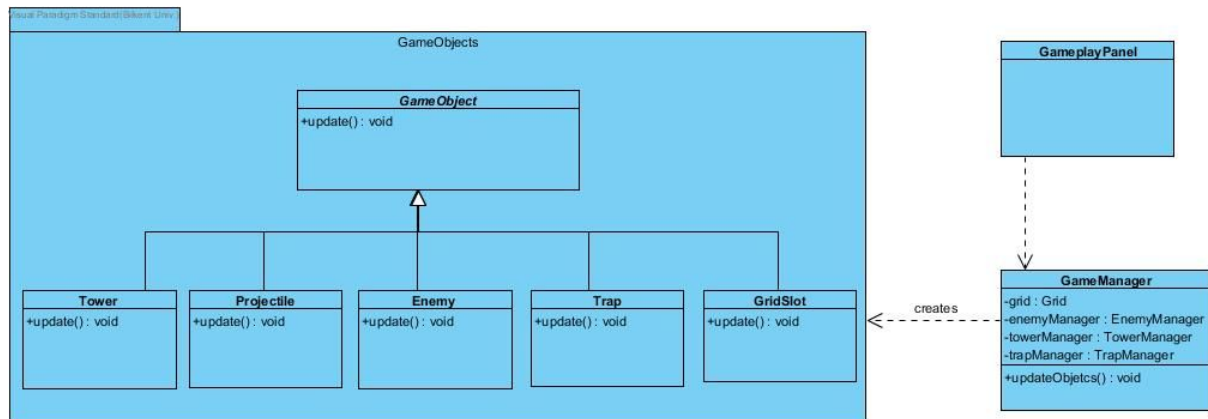 Visual Paradigm Standard(Bilkent Univ.)
GameObjects
GameObject
+update() : void
Tower
+update() : void
Projectile
+update() : void
Enemy
+update() : void
Trap
+update() : void
GridSlot
+update() : void
creates
GameplayPanel
GameManager
-grid : Grid
-enemyManager : EnemyManager
-towerManager : TowerManager
-trapManager : TrapManager
+updateObjetcs() : void